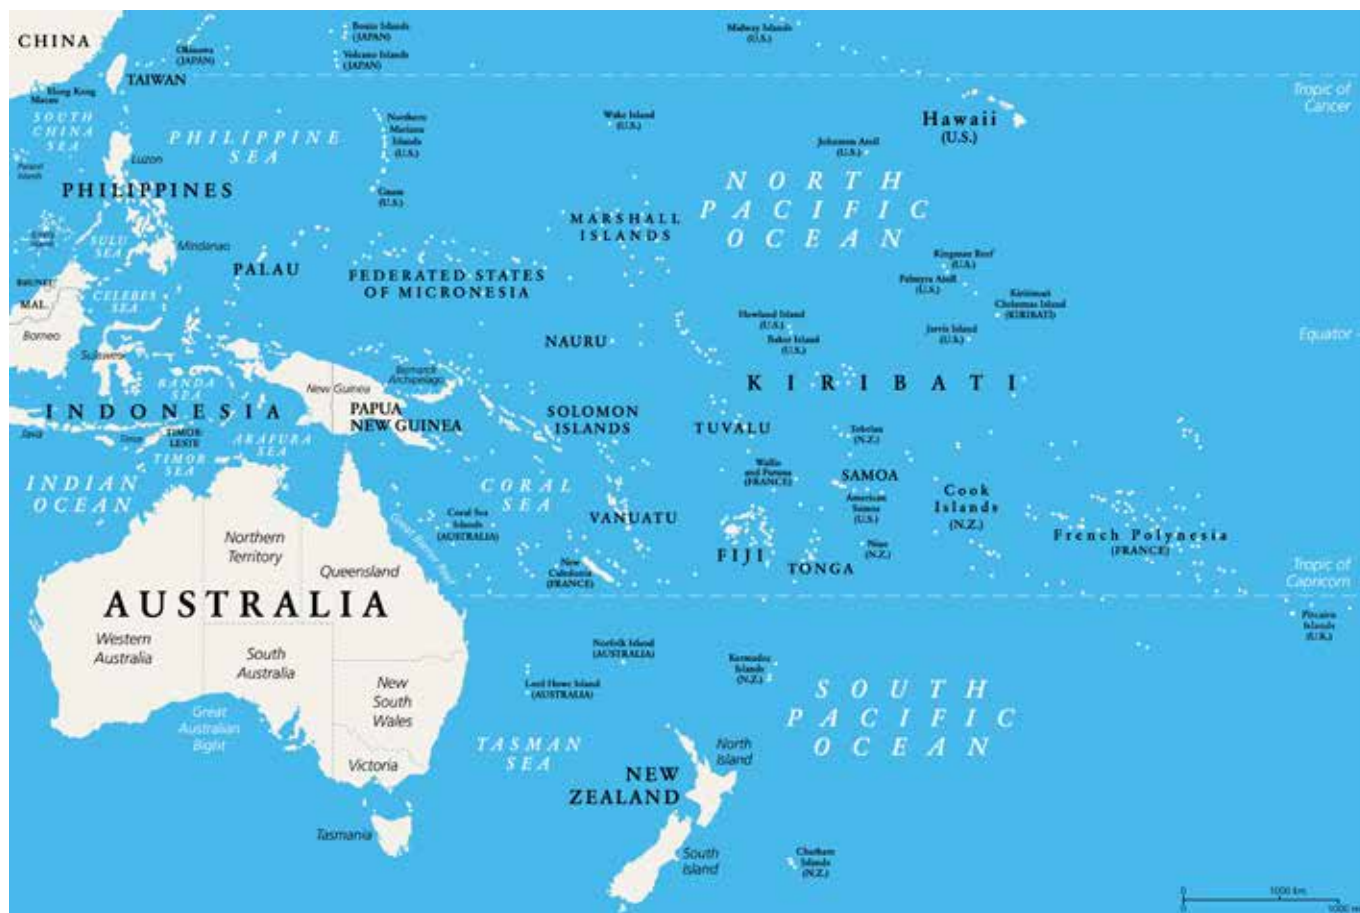 CHINA
Okinawa
(JAPAN)
Bonin Islands
(JAPAN)
Volcano Islands
(JAPAN)
Midway Islands
(U.S.)
TAIWAN
Hong Kong
Macau
Tropic of
Cancer
SOUTH
CHINA
SEA
PHILIPPINE
SEA
Northern
Mariana
Islands
(U.S.)
Wake Island
(U.S.)
Hawaii
(U.S.)
Johnston Atoll
(U.S.)
Luzon
PHILIPPINES
Guam
(U.S.)
NORTH
PACIFIC
OCEAN
MARSHALL
ISLANDS
SULU
SEA
Mindanao
PALAU
FEDERATED STATES
OF MICRONESIA
Kingman Reef
(U.S.)
Palmyra Atoll
(U.S.)
Kiritimati
Christmas Island
(KIRIBATI)
BRUNEI
MAL.
CELEBES
SEA
Borneo
Sulawesi
Howland Island
(U.S.)
Baker Island
(U.S.)
Jarvis Island
(U.S.)
Equator
NAURU
BANDA
SEA
New Guinea
Bismarck
Archipelago
KIRIBATI
INDONESIA
PAPUA
NEW GUINEA
SOLOMON
ISLANDS
TUVALU
Tokelau
(N.Z.)
Java
Timor
TIMOR-
LESTE
ARAFURA
SEA
TIMOR
SEA
INDIAN
OCEAN
CORAL
SEA
Wallis
and Futuna
(FRANCE)
SAMOA
American
Samoa
(U.S.)
Cook
Islands
(N.Z.)
Coral Sea
Islands
(AUSTRALIA)
Great Barrier Reef
VANUATU
FIJI
TONGA
Niue
(N.Z.)
French Polynesia
(FRANCE)
Northern
Territory
Queensland
New
Caledonia
(FRANCE)
Tropic of
Capricorn
AUSTRALIA
Pitcairn
Islands
(U.K.)
Western
Australia
South
Australia
New
South
Wales
Norfolk Island
(AUSTRALIA)
Lord Howe Island
(AUSTRALIA)
Kermadec
Islands
(N.Z.)
SOUTH
PACIFIC
OCEAN
Great
Australian
Bight
Victoria
TASMAN
SEA
North
Island
NEW
ZEALAND
Tasmania
South
Island
Chatham
Islands
(N.Z.)
0
1000 km
0